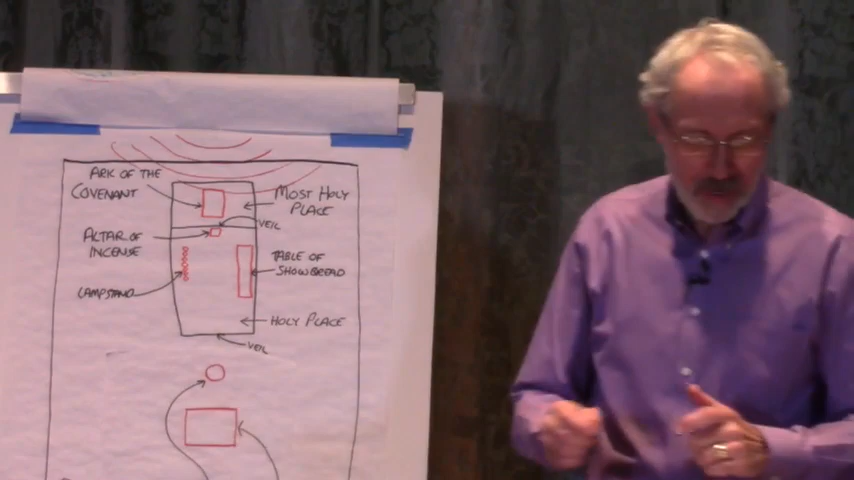 ARK OF THE
COVENANT
MOST HOLY
PLACE
VEIL
ALTAR OF
INCENSE
TABLE OF
SHOWBREAD
LAMPSTAND
HOLY PLACE
VEIL